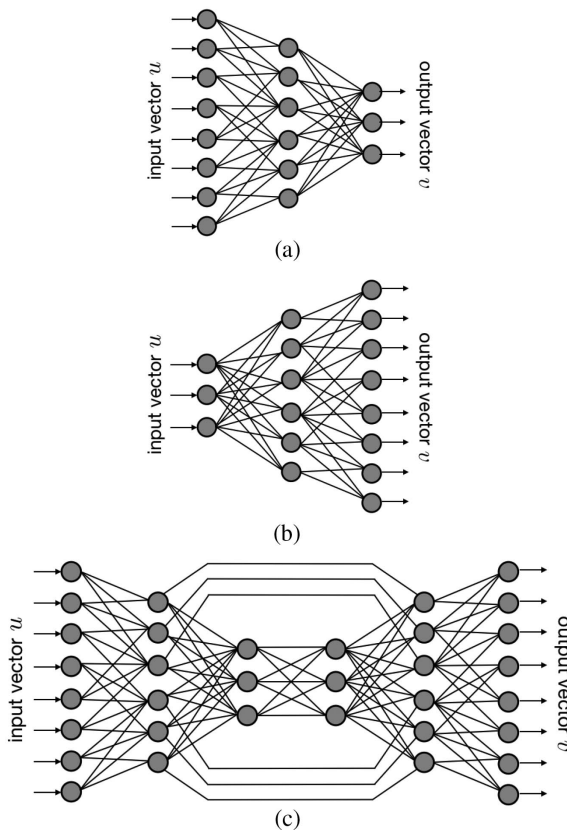 input vector u
output vector v
(a)
input vector u
output vector v
(b)
input vector u
output vector v
(c)